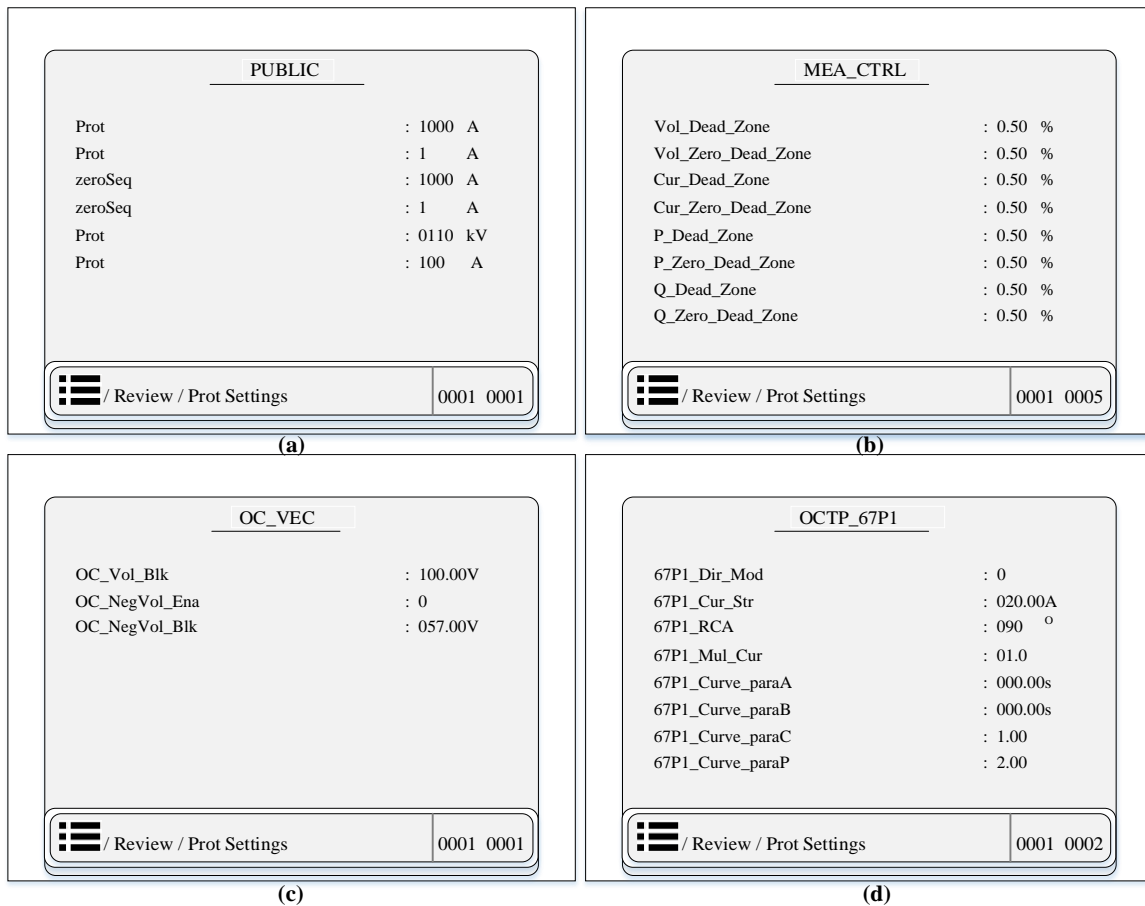 PUBLIC
Prot : 1000 A
Prot : 1 A
zeroSeq : 1000 A
zeroSeq : 1 A
Prot : 0110 kV
Prot : 100 A
/ Review / Prot Settings 0001 0001
(a)
MEA_CTRL
Vol_Dead_Zone : 0.50 %
Vol_Zero_Dead_Zone : 0.50 %
Cur_Dead_Zone : 0.50 %
Cur_Zero_Dead_Zone : 0.50 %
P_Dead_Zone : 0.50 %
P_Zero_Dead_Zone : 0.50 %
Q_Dead_Zone : 0.50 %
Q_Zero_Dead_Zone : 0.50 %
/ Review / Prot Settings 0001 0005
(b)
OC_VEC
OC_Vol_Blk : 100.00V
OC_NegVol_Ena : 0
OC_NegVol_Blk : 057.00V
/ Review / Prot Settings 0001 0001
(c)
OCTP_67P1
67P1_Dir_Mod : 0
67P1_Cur_Str : 020.00A
67P1_RCA : 090 O
67P1_Mul_Cur : 01.0
67P1_Curve_paraA : 000.00s
67P1_Curve_paraB : 000.00s
67P1_Curve_paraC : 1.00
67P1_Curve_paraP : 2.00
/ Review / Prot Settings 0001 0002
(d)